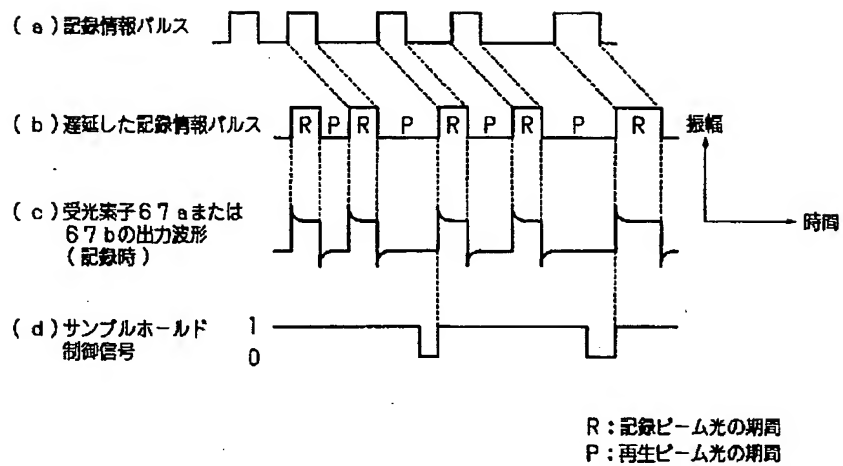 (a)記録情報パルス
(b)遅延した記録情報パルス
R P R P R P R P R
振幅
時間
(c)受光素子67aまたは
67bの出力波形
(記録時)
(d)サンプルホールド
制御信号
1
0
R:記録ビーム光の期間
P:再生ビーム光の期間